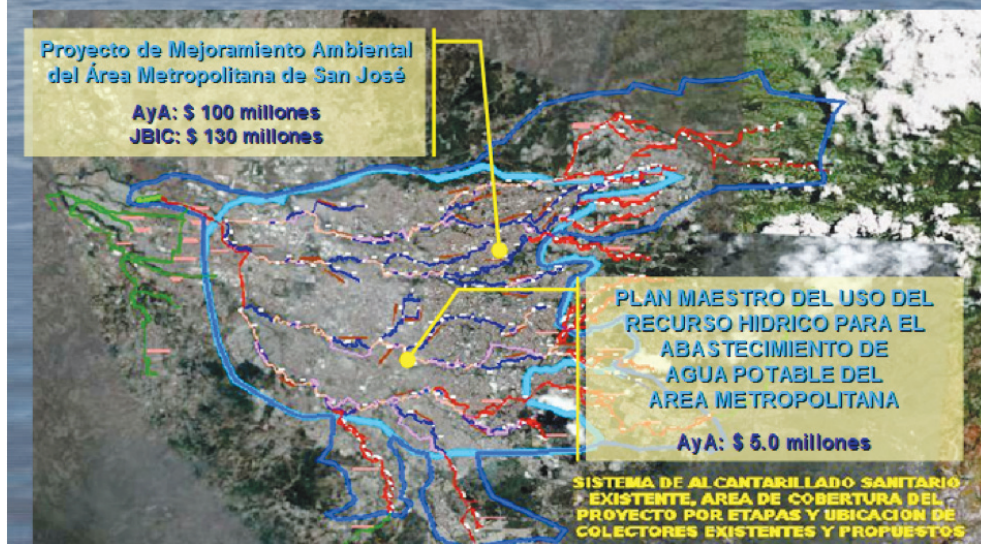 Proyecto de Mejoramiento Ambiental
del Área Metropolitana de San José
AyA: $ 100 millones
JBIC: $ 130 millones
PLAN MAESTRO DEL USO DEL
RECURSO HIDRICO PARA EL
ABASTECIMIENTO DE
AGUA POTABLE DEL
AREA METROPOLITANA
AyA: $ 5.0 millones
SISTEMA DE ALCANTARILLADO SANITARIO
EXISTENTE, AREA DE COBERTURA DEL
PROYECTO POR ETAPAS Y UBICACION DE
COLECTORES EXISTENTES Y PROPUESTOS